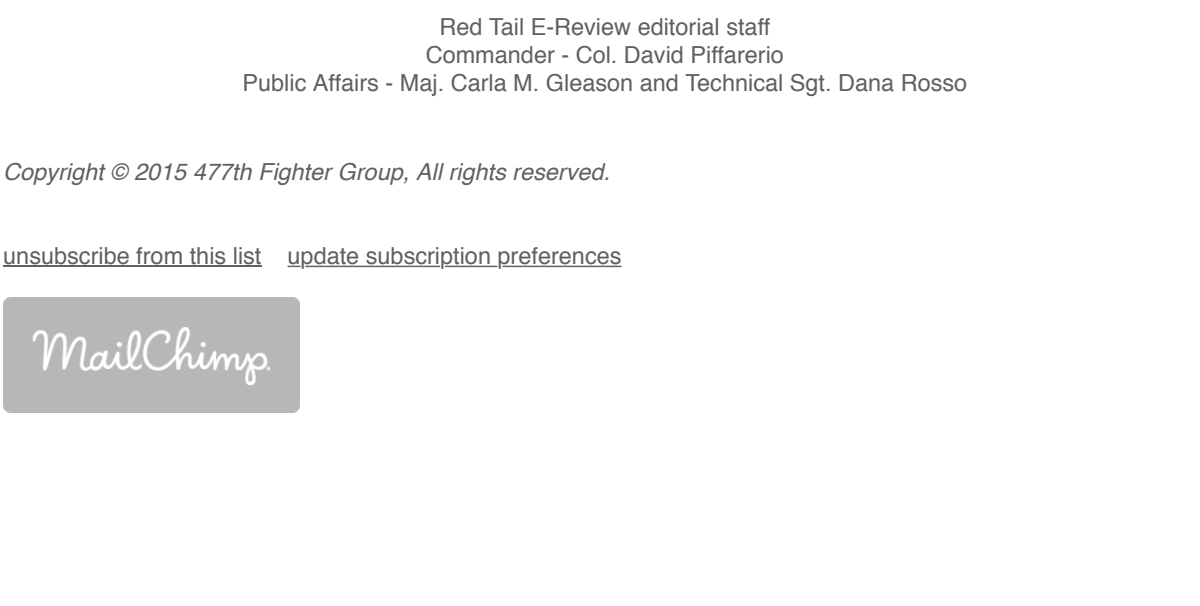 Red Tail E-Review editorial staff
Commander - Col. David Piffarerio
Public Affairs - Maj. Carla M. Gleason and Technical Sgt. Dana Rosso
Copyright © 2015 477th Fighter Group, All rights reserved.
unsubscribe from this list update subscription preferences
MailChimp.